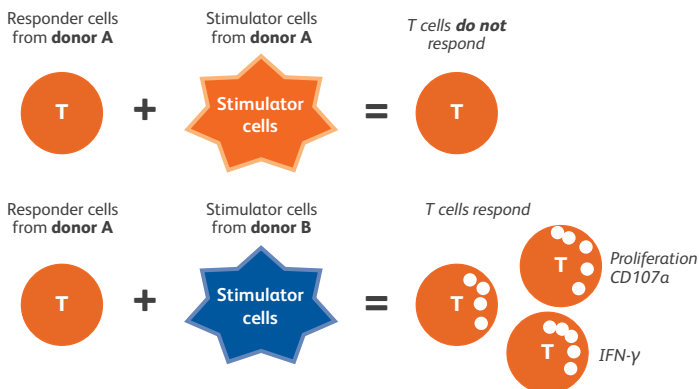 Responder cells
from donor A
Stimulator cells
from donor A
T cells do not
respond
T
+
Stimulator
cells
=
T
Responder cells
from donor A
Stimulator cells
from donor B
T cells respond
T
+
Stimulator
cells
=
T
T
Proliferation
CD107a
T
IFN-γ